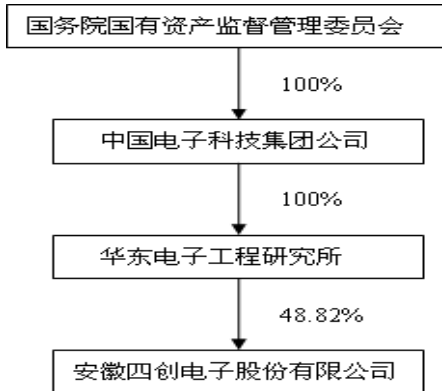 国务院国有资产监督管理委员会
100%
中国电子科技集团公司
100%
华东电子工程研究所
48.82%
安徽四创电子股份有限公司